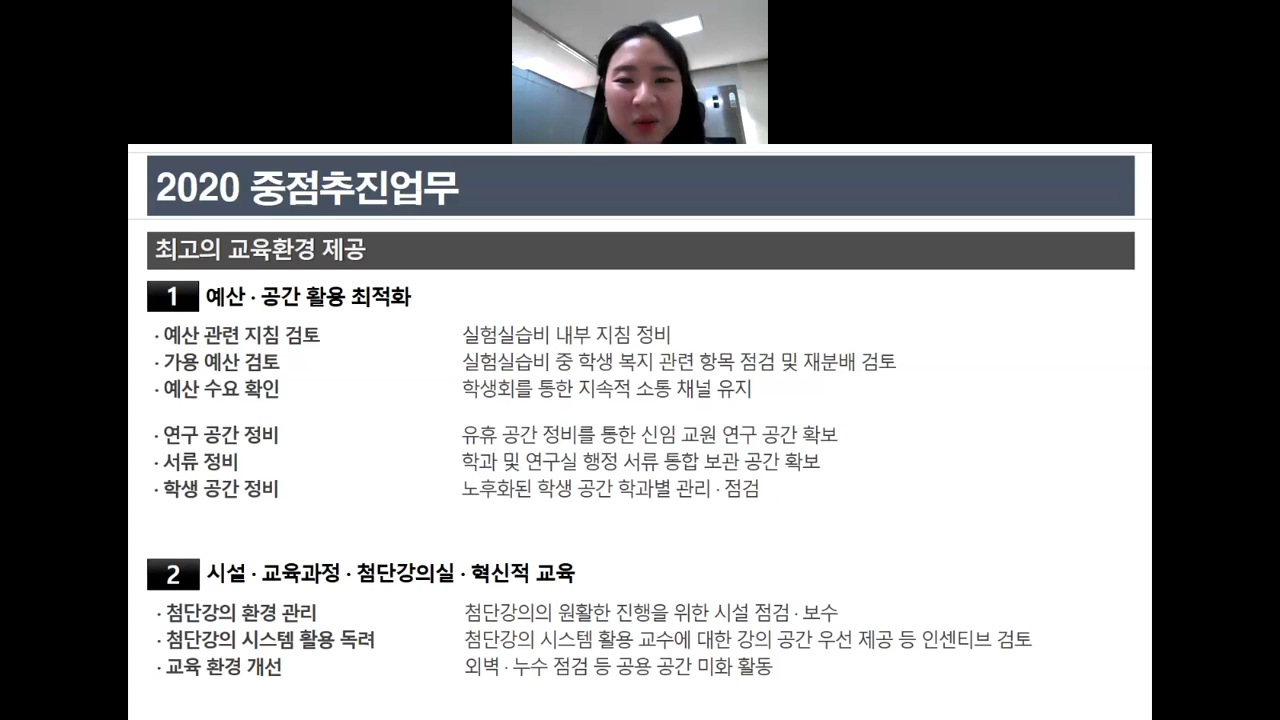 2020 중점추진업무
최고의 교육환경 제공
1 예산 · 공간 활용 최적화
· 예산 관련 지침 검토 실험실습비 내부 지침 정비
· 가용 예산 검토 실험실습비 중 학생 복지 관련 항목 점검 및 재분배 검토
· 예산 수요 확인 학생회를 통한 지속적 소통 채널 유지
· 연구 공간 정비 유휴 공간 정비를 통한 신임 교원 연구 공간 확보
· 서류 정비 학과 및 연구실 행정 서류 통합 보관 공간 확보
· 학생 공간 정비 노후화된 학생 공간 학과별 관리 · 점검
2 시설 · 교육과정 · 첨단강의실 · 혁신적 교육
· 첨단강의 환경 관리 첨단강의의 원활한 진행을 위한 시설 점검 · 보수
· 첨단강의 시스템 활용 독려 첨단강의 시스템 활용 교수에 대한 강의 공간 우선 제공 등 인센티브 검토
· 교육 환경 개선 외벽 · 누수 점검 등 공용 공간 미화 활동